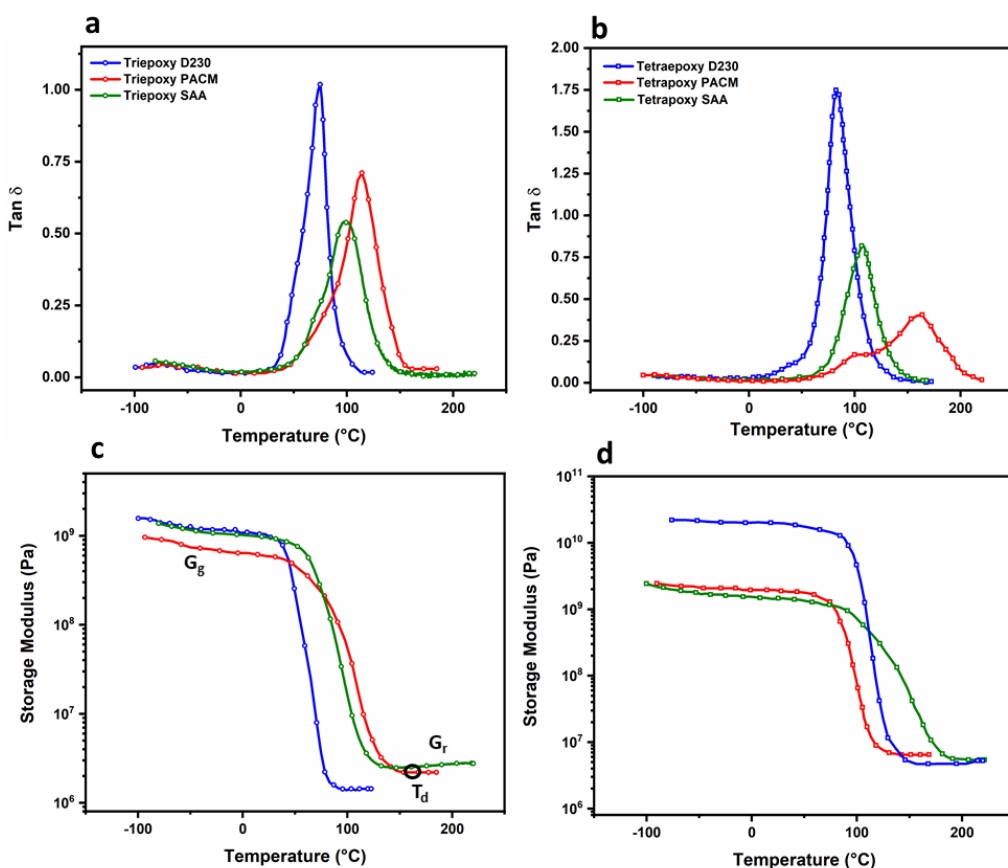 a
Triepoxy D230
Triepoxy PACM
Triepoxy SAA
1.00
0.75
0.50
0.25
0.00
Tan δ
-100
0
100
200
Temperature (°C)
b
Tetraepoxy D230
Tetrapoxy PACM
Tetrapoxy SAA
2.00
1.75
1.50
1.25
1.00
0.75
0.50
0.25
0.00
Tan δ
-100
0
100
200
Temperature (°C)
c
10⁹
10⁸
10⁷
10⁶
Storage Modulus (Pa)
G_g
G_r
T_d
-100
0
100
200
Temperature (°C)
d
10¹¹
10¹⁰
10⁹
10⁸
10⁷
10⁶
Storage Modulus (Pa)
-100
0
100
200
Temperature (°C)